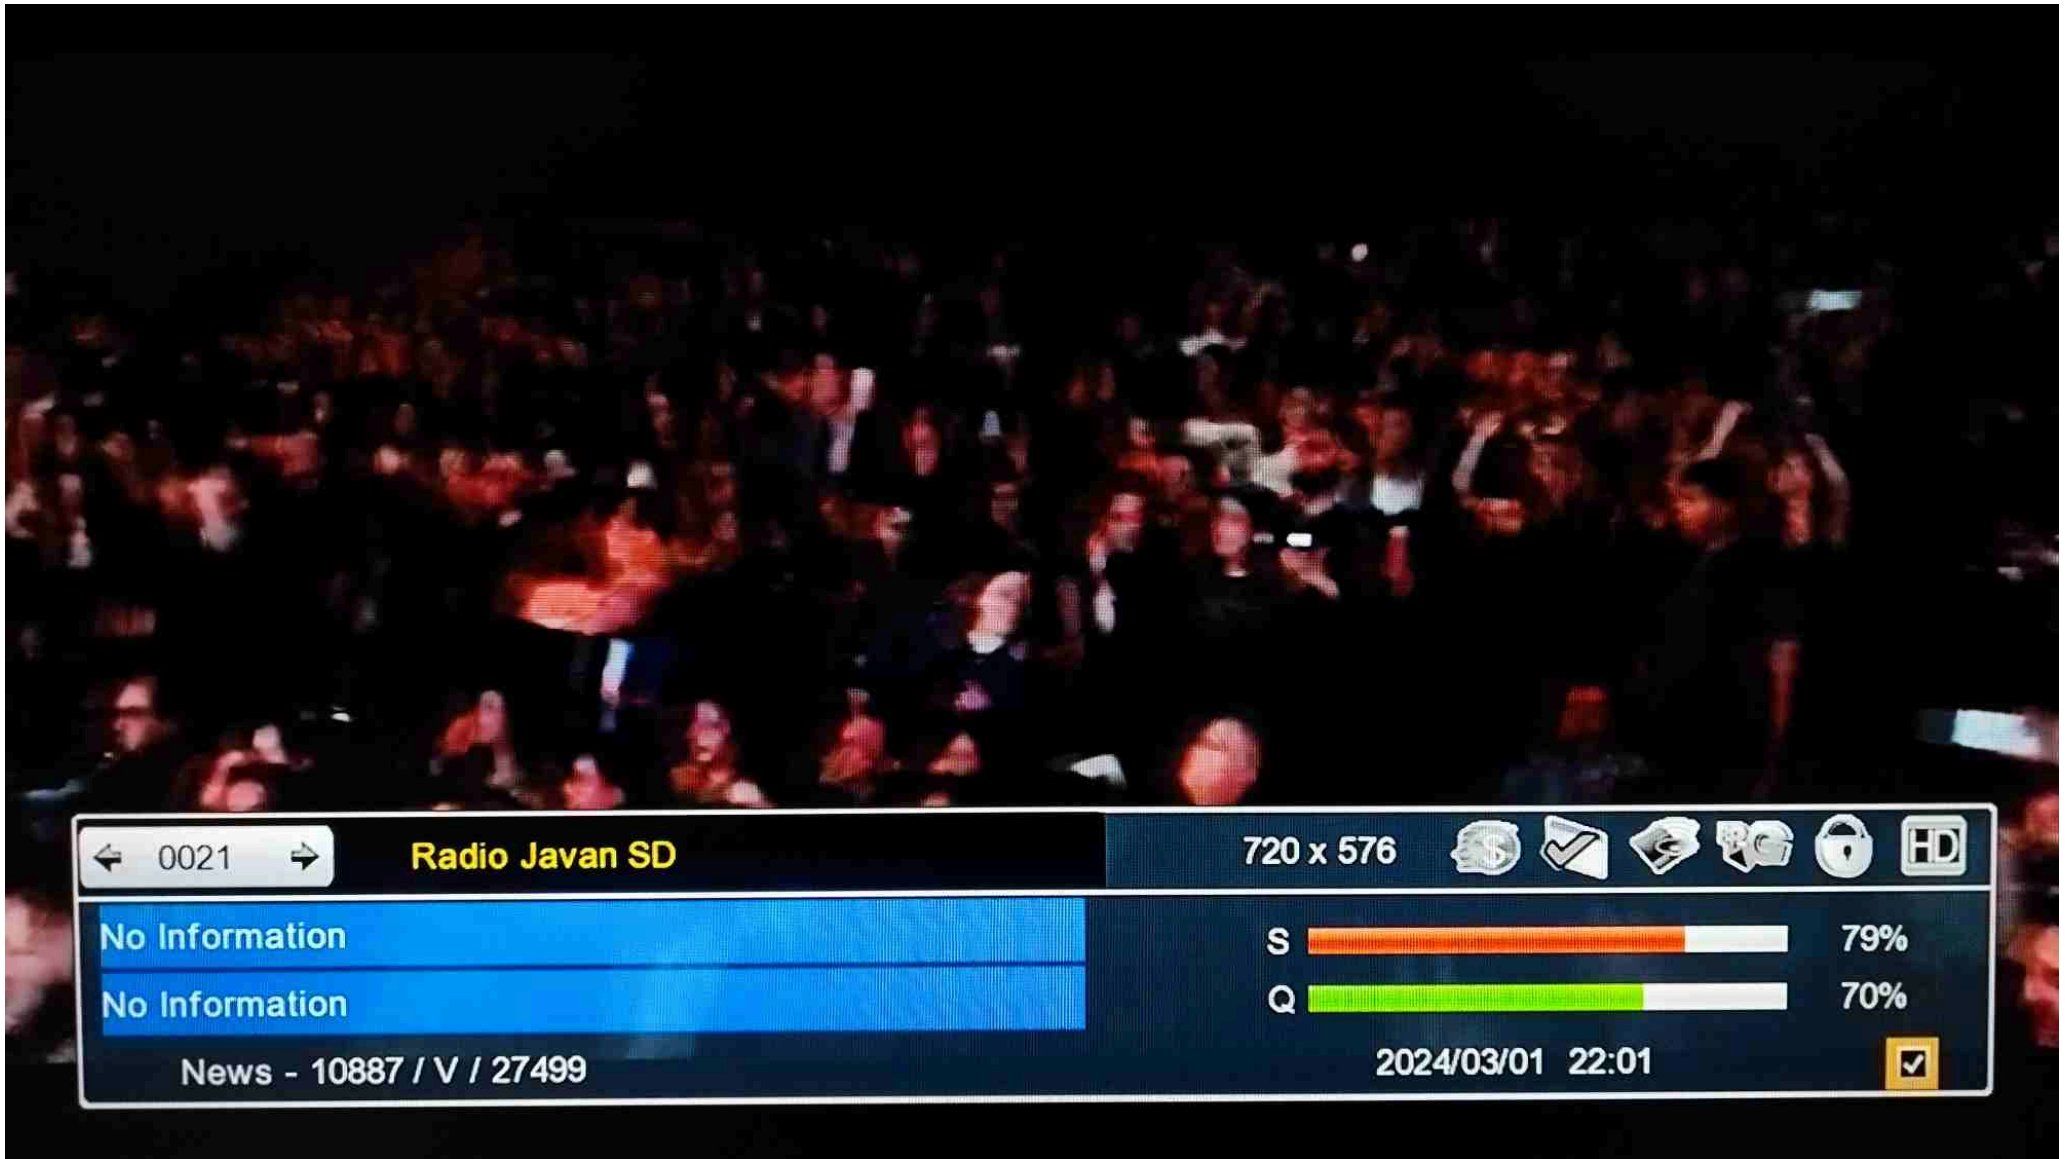 0021
Radio Javan SD
720 x 576
HD
No Information
S
79%
No Information
Q
70%
News - 10887 / V / 27499
2024/03/01 22:01